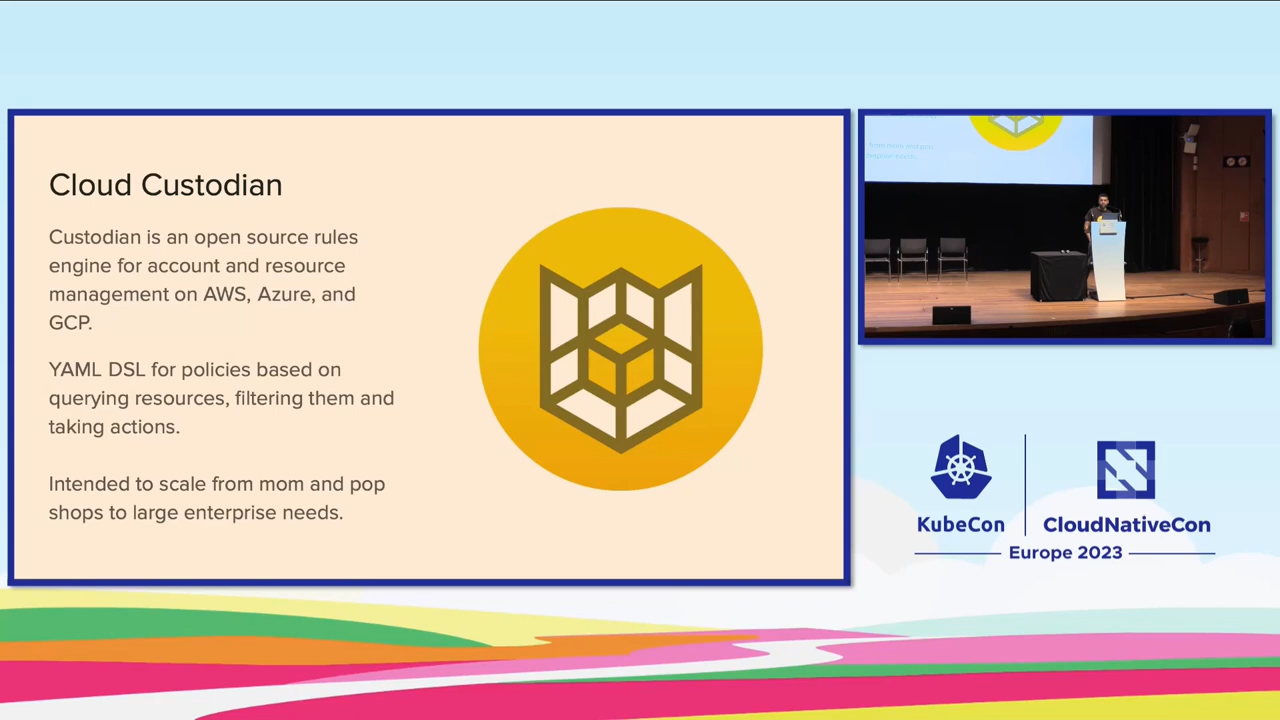 Cloud Custodian
Custodian is an open source rules
engine for account and resource
management on AWS, Azure, and
GCP.
YAML DSL for policies based on
querying resources, filtering them and
taking actions.
Intended to scale from mom and pop
shops to large enterprise needs.
KubeCon
CloudNativeCon
Europe 2023